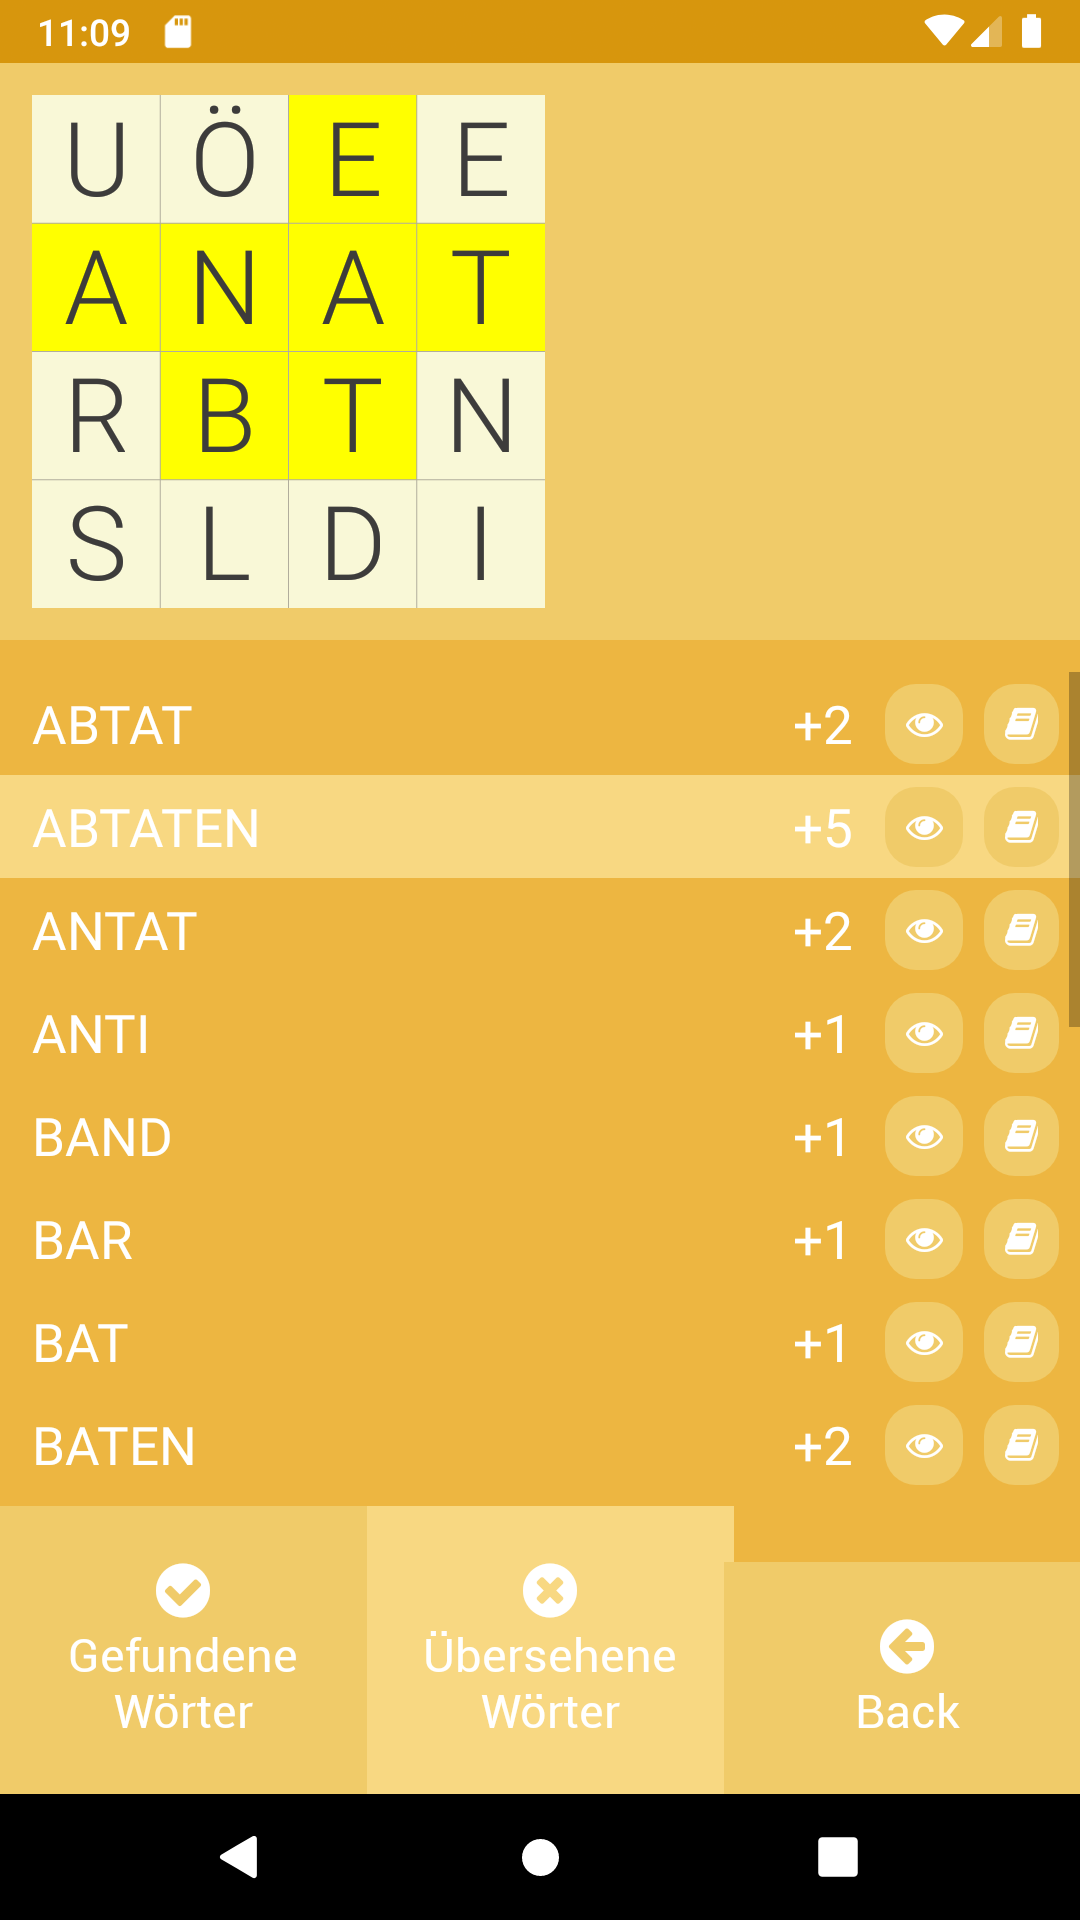 11:09
U Ö E E
A N A T
R B T N
S L D I
ABTAT +2
ABTATEN +5
ANTAT +2
ANTI +1
BAND +1
BAR +1
BAT +1
BATEN +2
Gefundene
Wörter
Übersehene
Wörter
Back